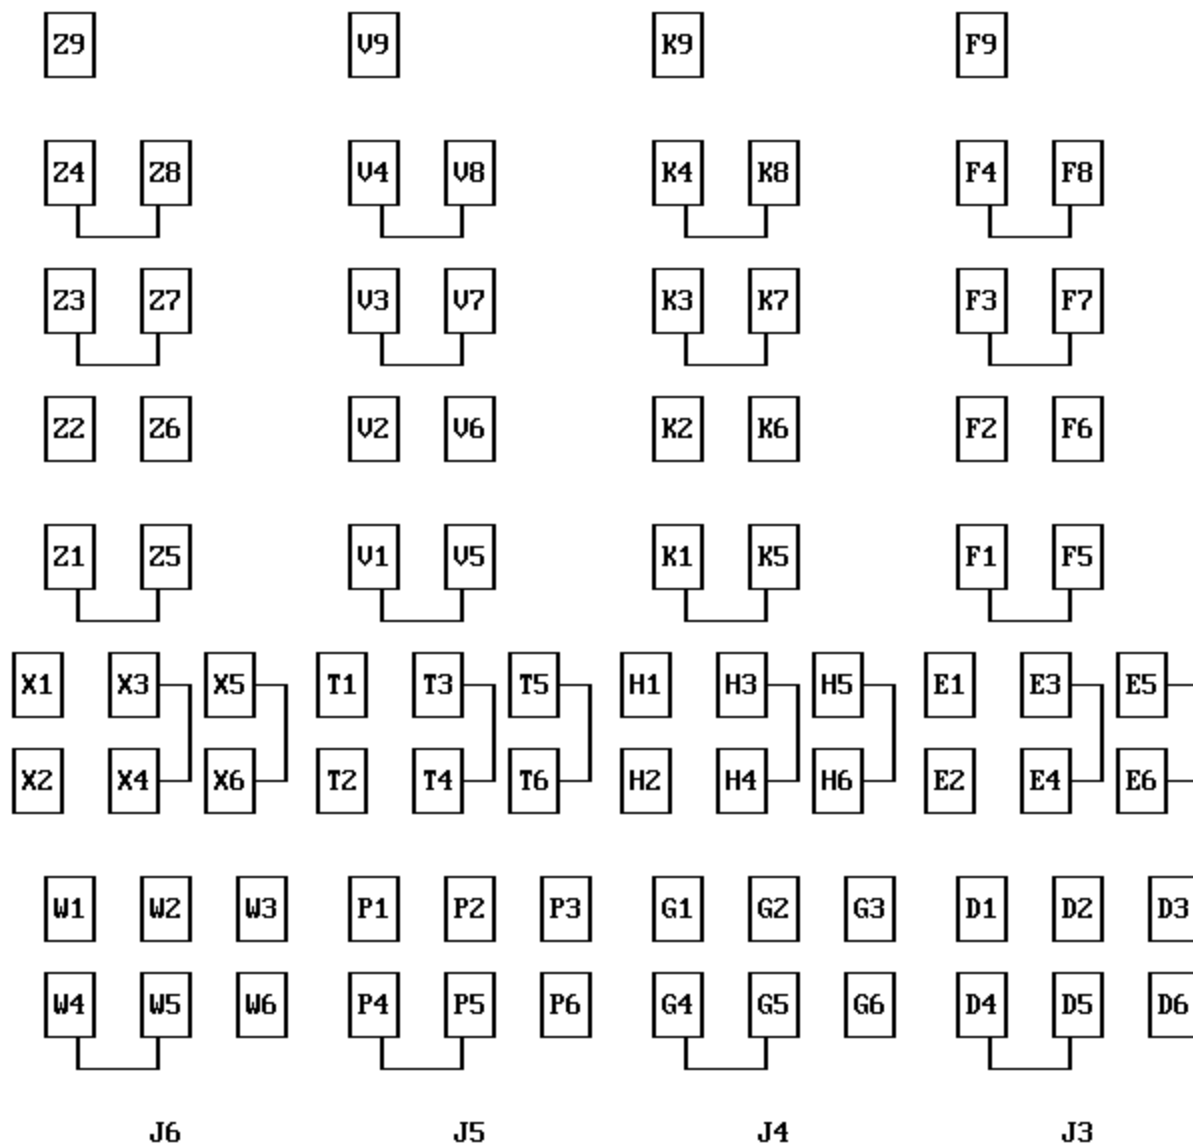 Z9 V9 K9 F9
Z4 Z8 V4 V8 K4 K8 F4 F8
Z3 Z7 V3 V7 K3 K7 F3 F7
Z2 Z6 V2 V6 K2 K6 F2 F6
Z1 Z5 V1 V5 K1 K5 F1 F5
X1 X3 X5 T1 T3 T5 H1 H3 H5 E1 E3 E5
X2 X4 X6 T2 T4 T6 H2 H4 H6 E2 E4 E6
W1 W2 W3 P1 P2 P3 G1 G2 G3 D1 D2 D3
W4 W5 W6 P4 P5 P6 G4 G5 G6 D4 D5 D6
J6 J5 J4 J3